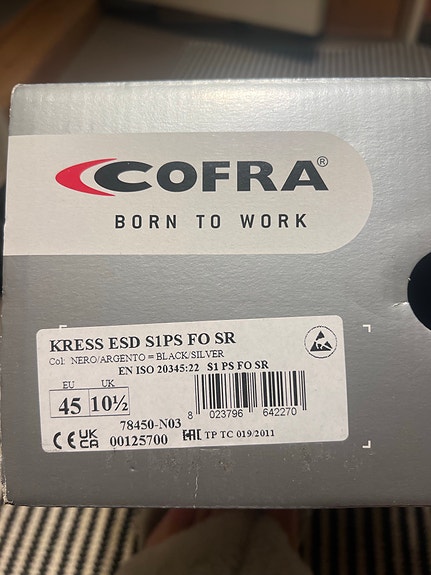 COFRA®
BORN TO WORK
KRESS ESD S1PS FO SR
Col: NERO/ARGENTO = BLACK/SILVER
EN ISO 20345:22 S1 PS FO SR
EU UK
45 10½
8 023796 642270
78450-N03
CE UK CA 00125700 EAC TP TC 019/2011